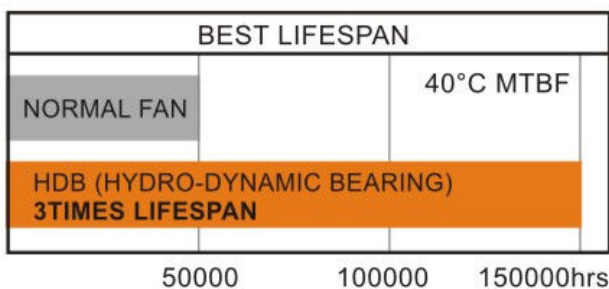 BEST LIFESPAN
40°C MTBF
NORMAL FAN
HDB (HYDRO-DYNAMIC BEARING)
3TIMES LIFESPAN
50000 100000 150000hrs